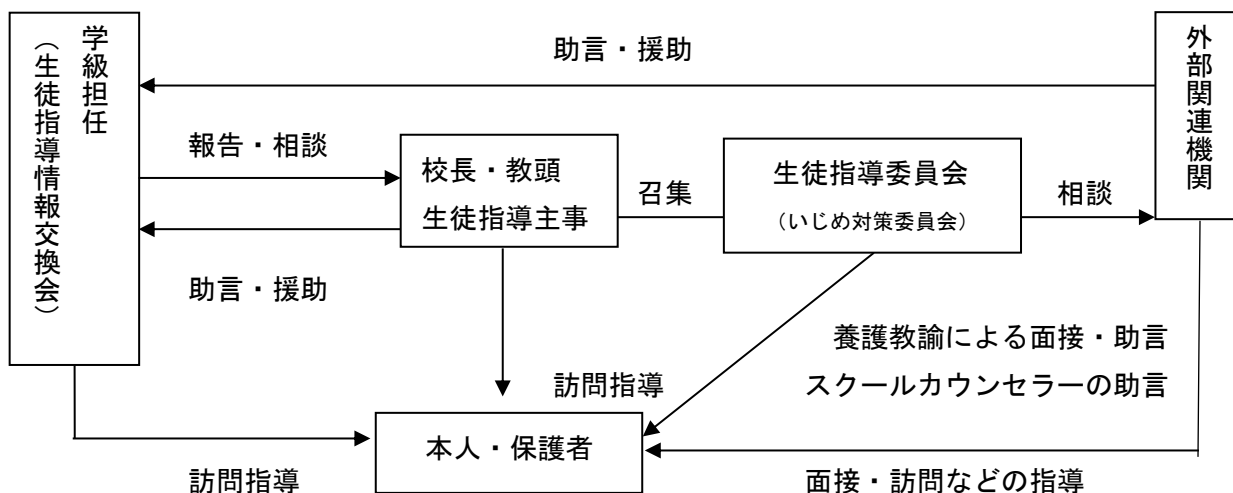 学級担任
（生徒指導情報交換会）
助言・援助
外部関連機関
報告・相談
校長・教頭
生徒指導主事
召集
生徒指導委員会
（いじめ対策委員会）
相談
助言・援助
養護教諭による面接・助言
スクールカウンセラーの助言
訪問指導
本人・保護者
訪問指導
面接・訪問などの指導